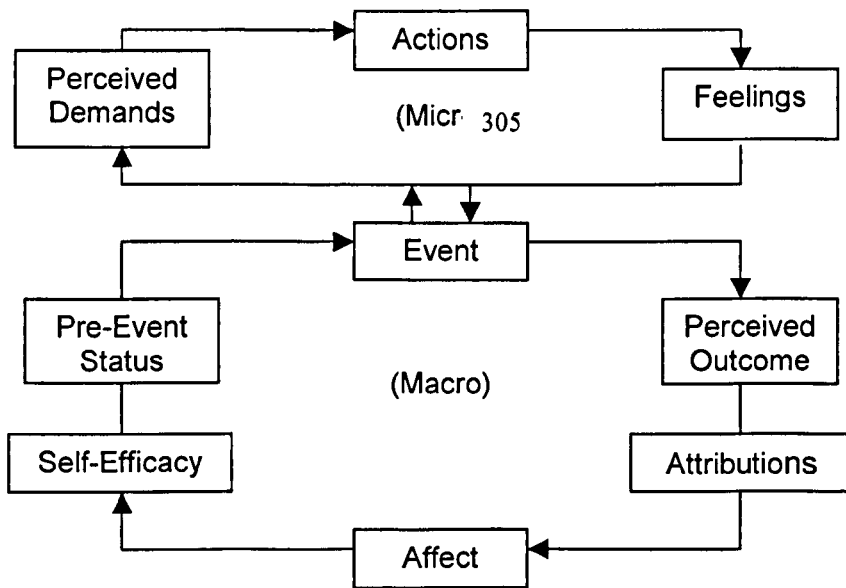 Actions
Perceived
Demands
Feelings
(Micr 305
Event
Pre-Event
Status
Perceived
Outcome
(Macro)
Self-Efficacy
Attributions
Affect